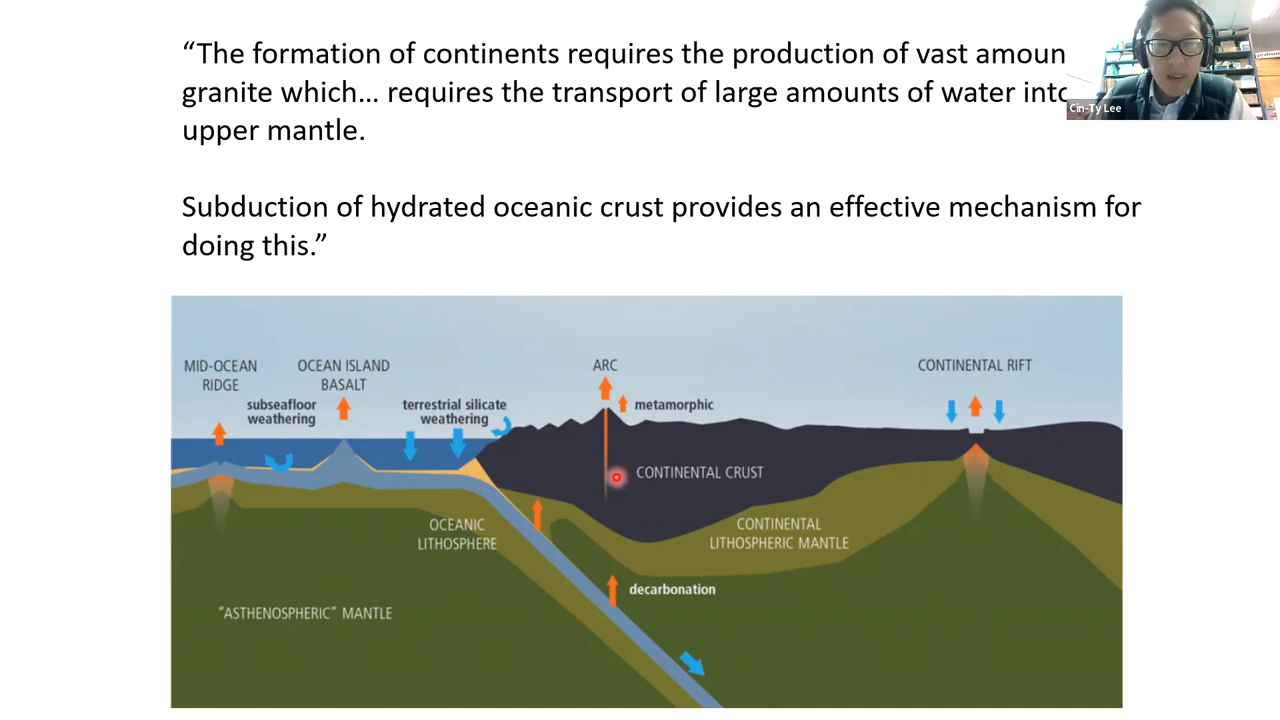 “The formation of continents requires the production of vast amoun
granite which... requires the transport of large amounts of water into
upper mantle.
Cin-Ty Lee
Subduction of hydrated oceanic crust provides an effective mechanism for
doing this.”
MID-OCEAN
RIDGE
OCEAN ISLAND
BASALT
ARC
CONTINENTAL RIFT
subseafloor
weathering
terrestrial silicate
weathering
metamorphic
CONTINENTAL CRUST
OCEANIC
LITHOSPHERE
CONTINENTAL
LITHOSPHERIC MANTLE
decarbonation
"ASTHENOSPHERIC" MANTLE